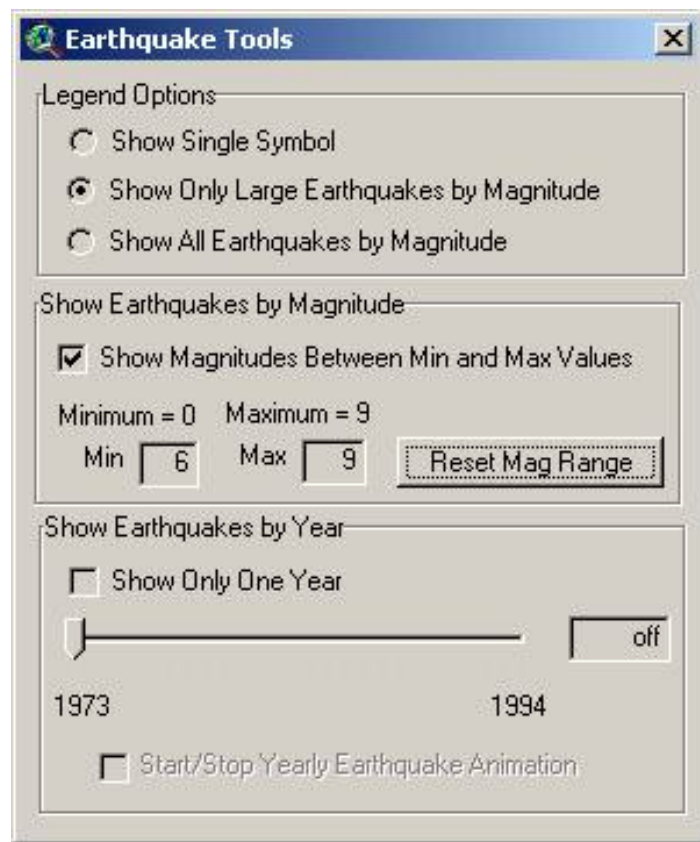 Earthquake Tools
Legend Options
Show Single Symbol
Show Only Large Earthquakes by Magnitude
Show All Earthquakes by Magnitude
Show Earthquakes by Magnitude
Show Magnitudes Between Min and Max Values
Minimum = 0 Maximum = 9
Min 6 Max 9 Reset Mag Range
Show Earthquakes by Year
Show Only One Year
off
1973 1994
Start/Stop Yearly Earthquake Animation